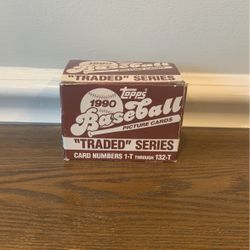 "TRADED" SERIES
topps
1990
Baseball
PICTURE CARDS
"TRADED" SERIES
CARD NUMBERS 1-T THROUGH 132-T